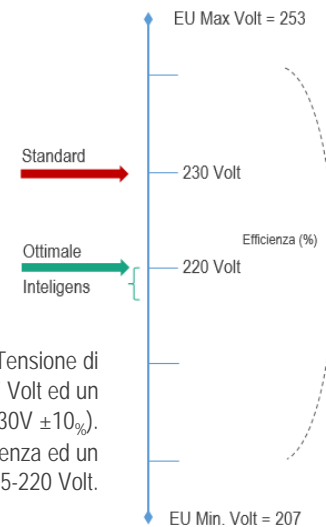 EU Max Volt = 253
Standard
230 Volt
Efficienza (%)
Ottimale
220 Volt
Inteligens
Tensione di
Volt ed un
30V ±10%).
enza ed un
5-220 Volt.
EU Min. Volt = 207